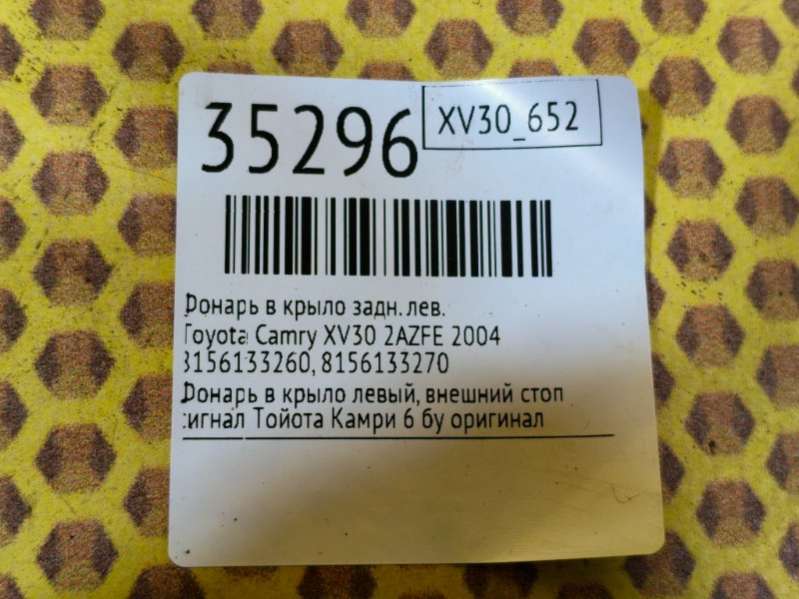 35296
XV30_652
Фонарь в крыло задн. лев.
Toyota Camry XV30 2AZFE 2004
8156133260, 8156133270
Фонарь в крыло левый, внешний стоп
сигнал Тойота Камри 6 бу оригинал